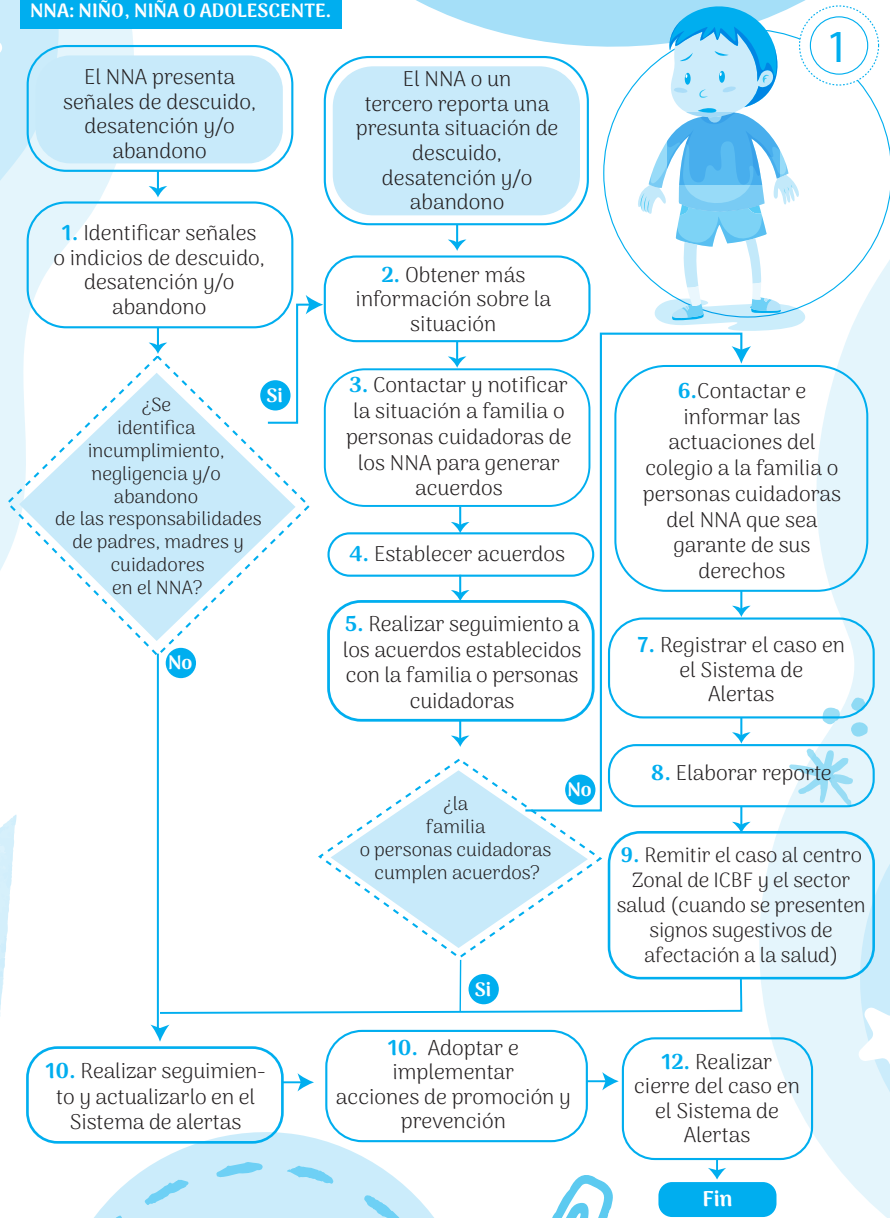 NNA: NIÑO, NIÑA O ADOLESCENTE.
1
El NNA presenta
señales de descuido,
desatención y/o
abandono
El NNA o un
tercero reporta una
presunta situación de
descuido,
desatención y/o
abandono
1. Identificar señales
o indicios de descuido,
desatención y/o
abandono
2. Obtener más
información sobre la
situación
Si
¿Se
identifica
incumplimiento,
negligencia y/o
abandono
de las responsabilidades
de padres, madres y
cuidadores
en el NNA?
No
3. Contactar y notificar
la situación a familia o
personas cuidadoras de
los NNA para generar
acuerdos
4. Establecer acuerdos
5. Realizar seguimiento a
los acuerdos establecidos
con la familia o personas
cuidadoras
¿la
familia
o personas cuidadoras
cumplen acuerdos?
No
Si
6.Contactar e
informar las
actuaciones del
colegio a la familia o
personas cuidadoras
del NNA que sea
garante de sus
derechos
7. Registrar el caso en
el Sistema de
Alertas
8. Elaborar reporte
9. Remitir el caso al centro
Zonal de ICBF y el sector
salud (cuando se presenten
signos sugestivos de
afectación a la salud)
10. Realizar seguimien-
to y actualizarlo en el
Sistema de alertas
10. Adoptar e
implementar
acciones de promoción y
prevención
12. Realizar
cierre del caso en
el Sistema de
Alertas
Fin